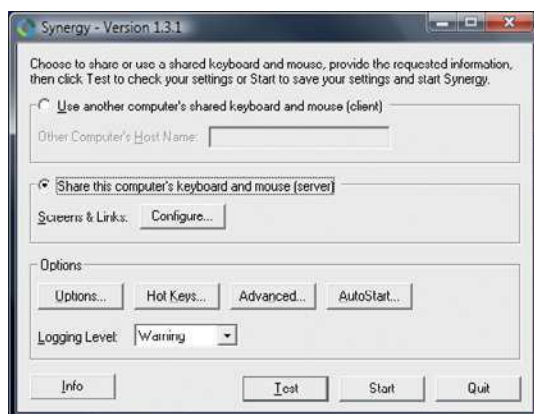 Synergy - Version 1.3.1
Choose to share or use a shared keyboard and mouse, provide the requested information,
then click Test to check your settings or Start to save your settings and start Synergy.
Use another computer's shared keyboard and mouse (client)
Other Computer's Host Name:
Share this computer's keyboard and mouse (server)
Screens & Links: Configure...
Options
Options... Hot Keys... Advanced... AutoStart...
Logging Level: Warning
Info Test Start Quit